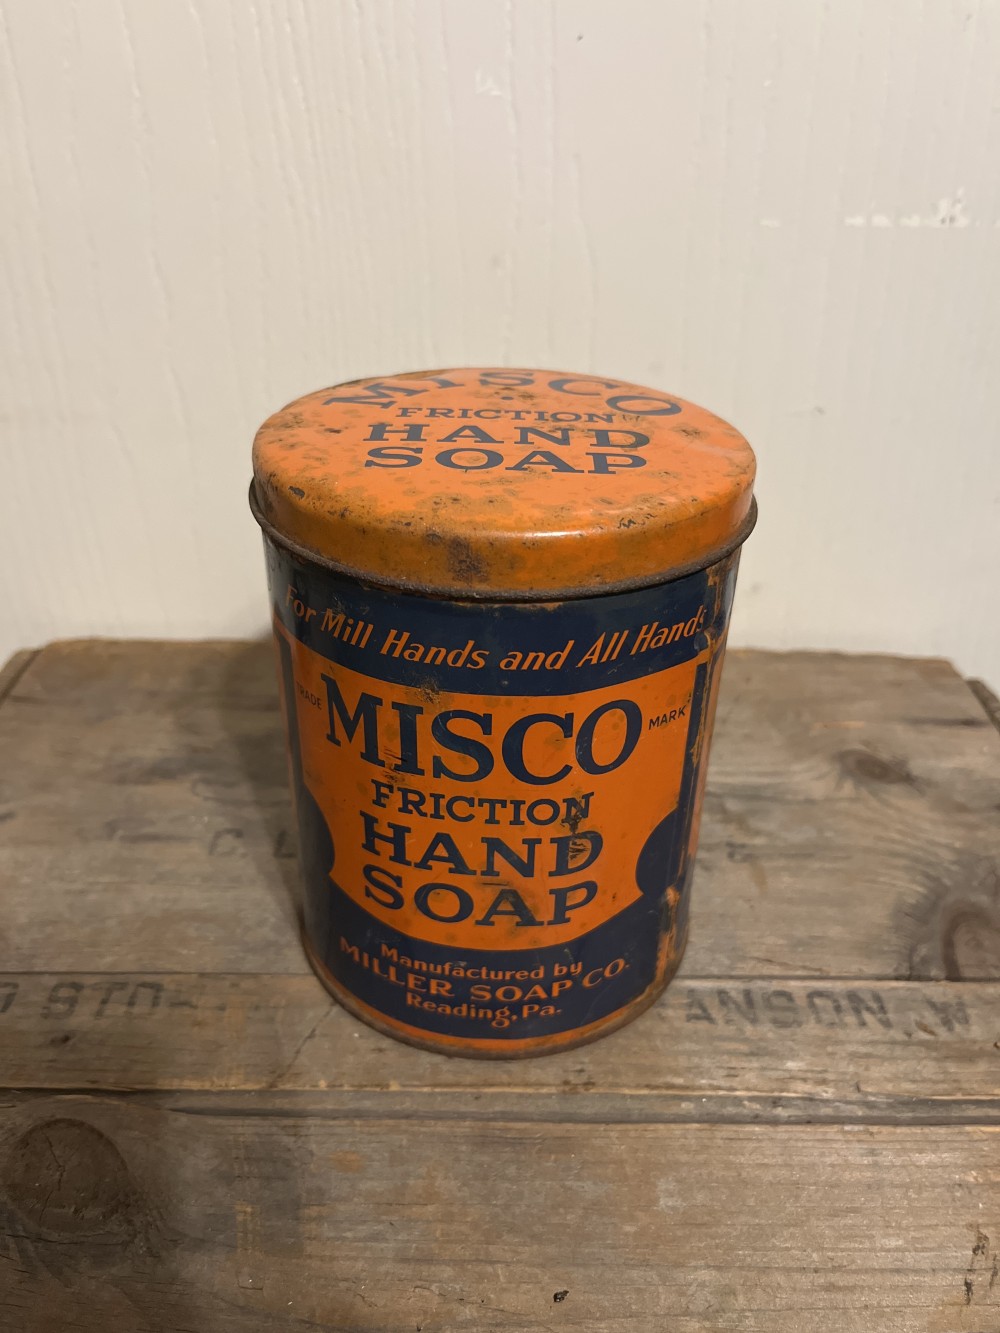 MISCO
FRICTION
HAND
SOAP
For Mill Hands and All Hands
TRADE MISCO MARK
FRICTION
HAND
SOAP
Manufactured by
MILLER SOAP CO.
Reading, Pa.